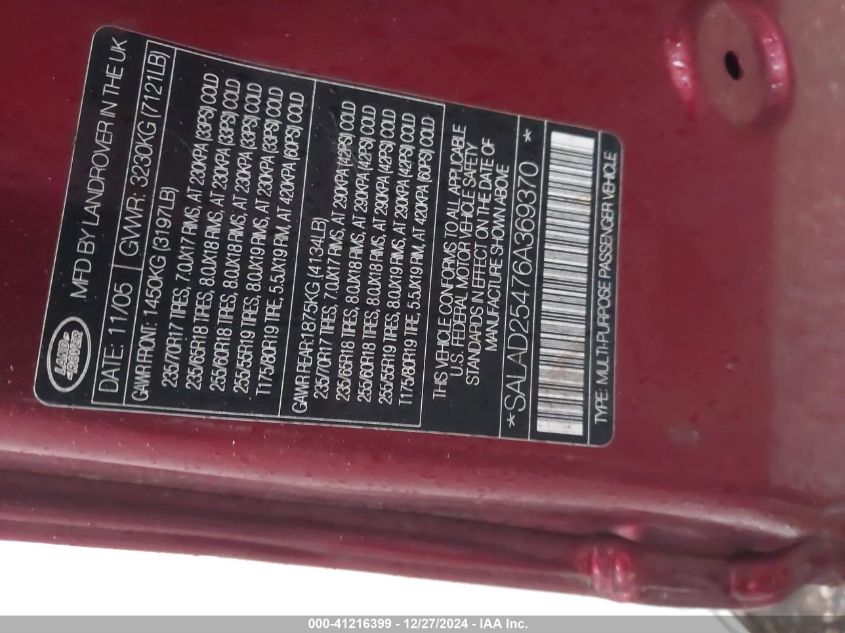 LAND
ROVER
MFD BY LANDROVER IN THE UK
DATE: 11/05 GVWR: 3230KG (7121LB)
GAWR FRONT: 1450KG (3197LB)
235/70R17 TIRES, 7.0JX17 RIMS, AT 230KPA (33PSI) COLD
235/65R18 TIRES, 8.0JX18 RIMS, AT 230KPA (33PSI) COLD
255/60R18 TIRES, 8.0JX18 RIMS, AT 230KPA (33PSI) COLD
255/55R19 TIRES, 8.0JX19 RIMS, AT 230KPA (33PSI) COLD
T175/80R19 TIRE, 5.5JX19 RIM, AT 420KPA (60PSI) COLD
GAWR REAR: 1875KG (4134LB)
235/70R17 TIRES, 7.0JX17 RIMS, AT 290KPA (42PSI) COLD
235/65R18 TIRES, 8.0JX18 RIMS, AT 290KPA (42PSI) COLD
255/60R18 TIRES, 8.0JX18 RIMS, AT 290KPA (42PSI) COLD
255/55R19 TIRES, 8.0JX19 RIMS, AT 290KPA (42PSI) COLD
T175/80R19 TIRE, 5.5JX19 RIM, AT 420KPA (60PSI) COLD
THIS VEHICLE CONFORMS TO ALL APPLICABLE
U.S. FEDERAL MOTOR VEHICLE SAFETY
STANDARDS IN EFFECT ON THE DATE OF
MANUFACTURE SHOWN ABOVE
*SALAD25476A369370 *
TYPE: MULTI-PURPOSE PASSENGER VEHICLE
000-41216399 - 12/27/2024 - IAA Inc.